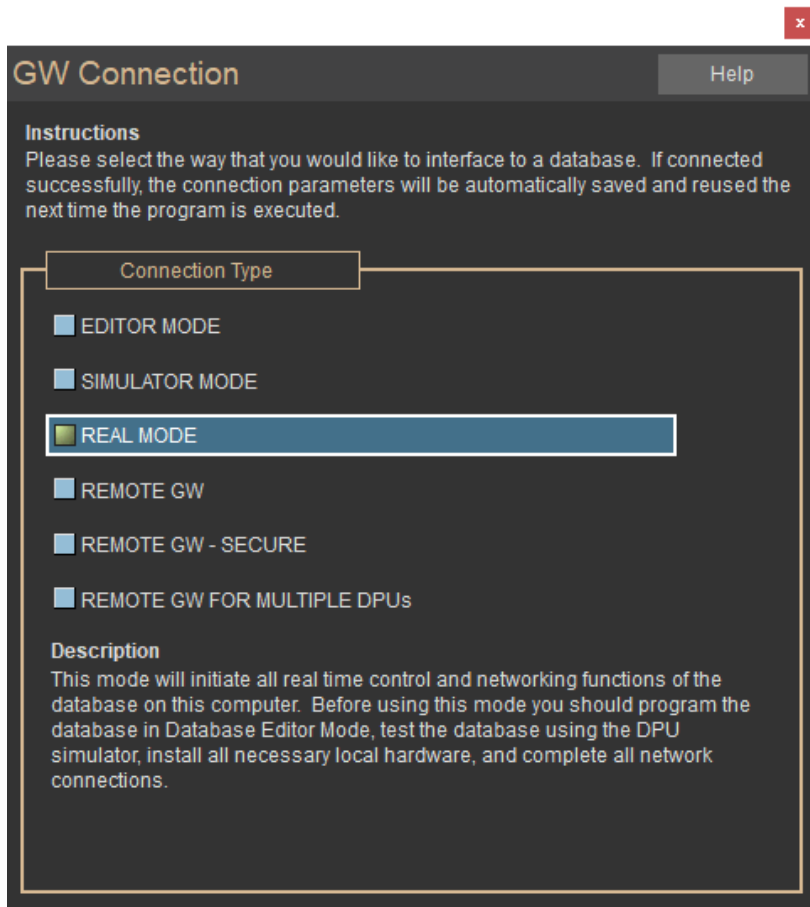 x
GW Connection
Help
Instructions
Please select the way that you would like to interface to a database.  If connected
successfully, the connection parameters will be automatically saved and reused the
next time the program is executed.
Connection Type
EDITOR MODE
SIMULATOR MODE
REAL MODE
REMOTE GW
REMOTE GW - SECURE
REMOTE GW FOR MULTIPLE DPUs
Description
This mode will initiate all real time control and networking functions of the
database on this computer.  Before using this mode you should program the
database in Database Editor Mode, test the database using the DPU
simulator, install all necessary local hardware, and complete all network
connections.